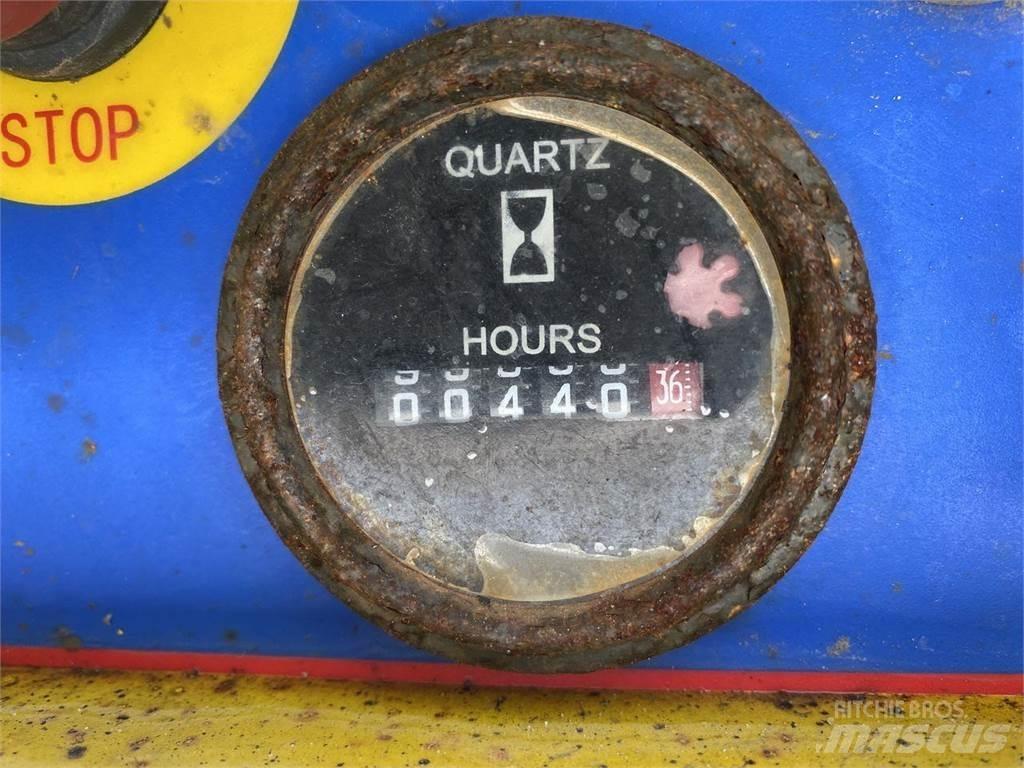 STOP
QUARTZ
HOURS
00440 36
RITCHIE BROS.
MASCUS